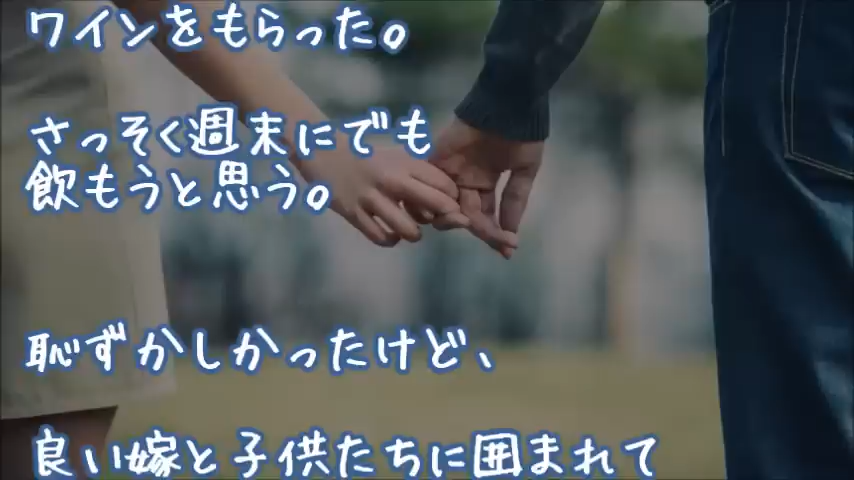 ワインをもらった。
さっそく週末にでも
飲もうと思う。
恥ずかしかったけど、
良い嫁と子供たちに囲まれて